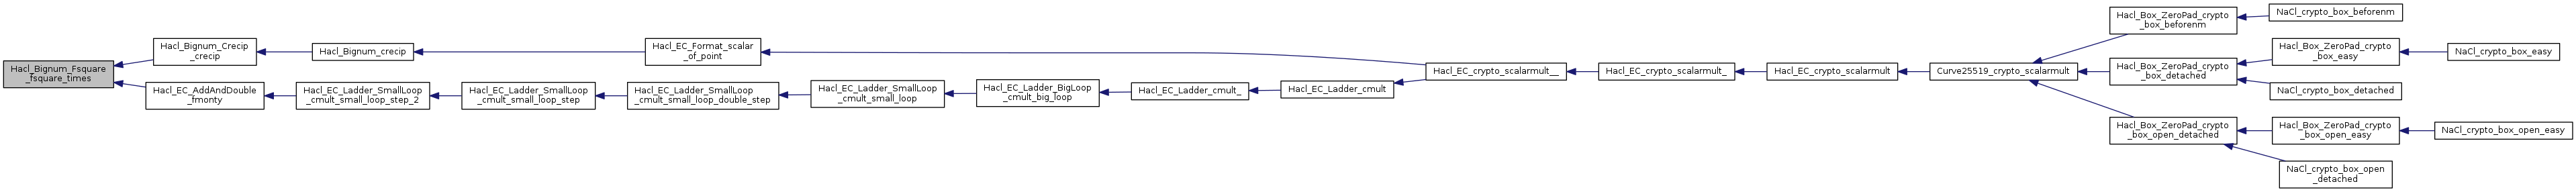 Hacl_Bignum_Fsquare
_fsquare_times
Hacl_Bignum_Crecip
_crecip
Hacl_Bignum_crecip
Hacl_EC_Format_scalar
_of_point
Hacl_EC_AddAndDouble
_fmonty
Hacl_EC_Ladder_SmallLoop
_cmult_small_loop_step_2
Hacl_EC_Ladder_SmallLoop
_cmult_small_loop_step
Hacl_EC_Ladder_SmallLoop
_cmult_small_loop_double_step
Hacl_EC_Ladder_SmallLoop
_cmult_small_loop
Hacl_EC_Ladder_BigLoop
_cmult_big_loop
Hacl_EC_Ladder_cmult_
Hacl_EC_Ladder_cmult
Hacl_EC_crypto_scalarmult__
Hacl_EC_crypto_scalarmult_
Hacl_EC_crypto_scalarmult
Curve25519_crypto_scalarmult
Hacl_Box_ZeroPad_crypto
_box_beforenm
NaCl_crypto_box_beforenm
Hacl_Box_ZeroPad_crypto
_box_detached
Hacl_Box_ZeroPad_crypto
_box_easy
NaCl_crypto_box_easy
NaCl_crypto_box_detached
Hacl_Box_ZeroPad_crypto
_box_open_detached
Hacl_Box_ZeroPad_crypto
_box_open_easy
NaCl_crypto_box_open_easy
NaCl_crypto_box_open
_detached